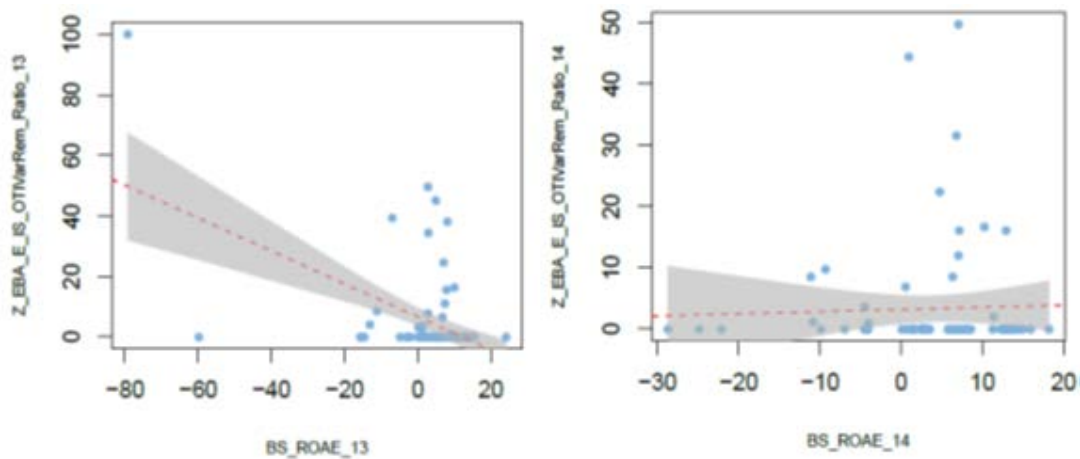 Z_EBA_E_IS_OTIVarRem_Ratio_13
100
80
60
40
20
0
−80 −60 −40 −20 0 20
BS_ROAE_13
Z_EBA_E_IS_OTIVarRem_Ratio_14
50
40
30
20
10
0
−30 −20 −10 0 10 20
BS_ROAE_14